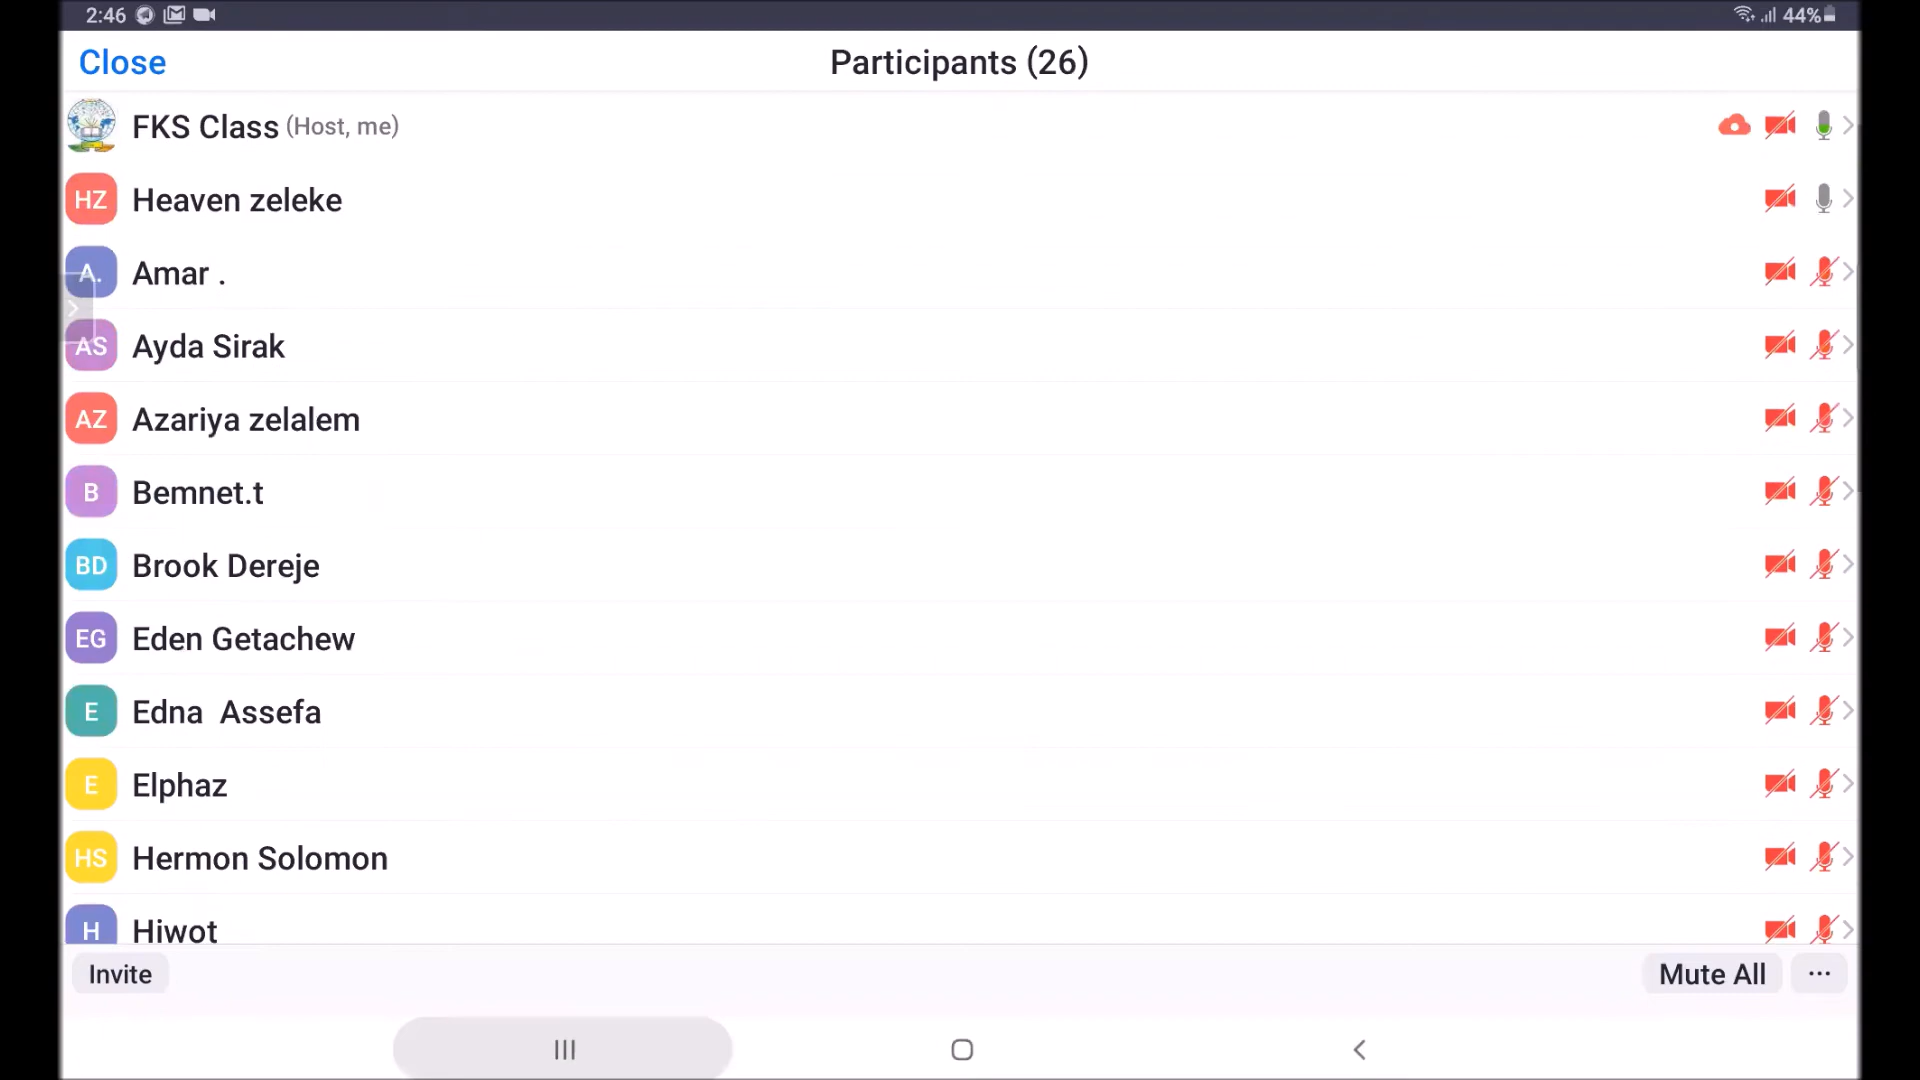 2:46 44%
Close Participants (26)
FKS Class (Host, me)
HZ Heaven zeleke
A. Amar .
AS Ayda Sirak
AZ Azariya zelalem
B Bemnet.t
BD Brook Dereje
EG Eden Getachew
E Edna  Assefa
E Elphaz
HS Hermon Solomon
H Hiwot
Invite Mute All ...